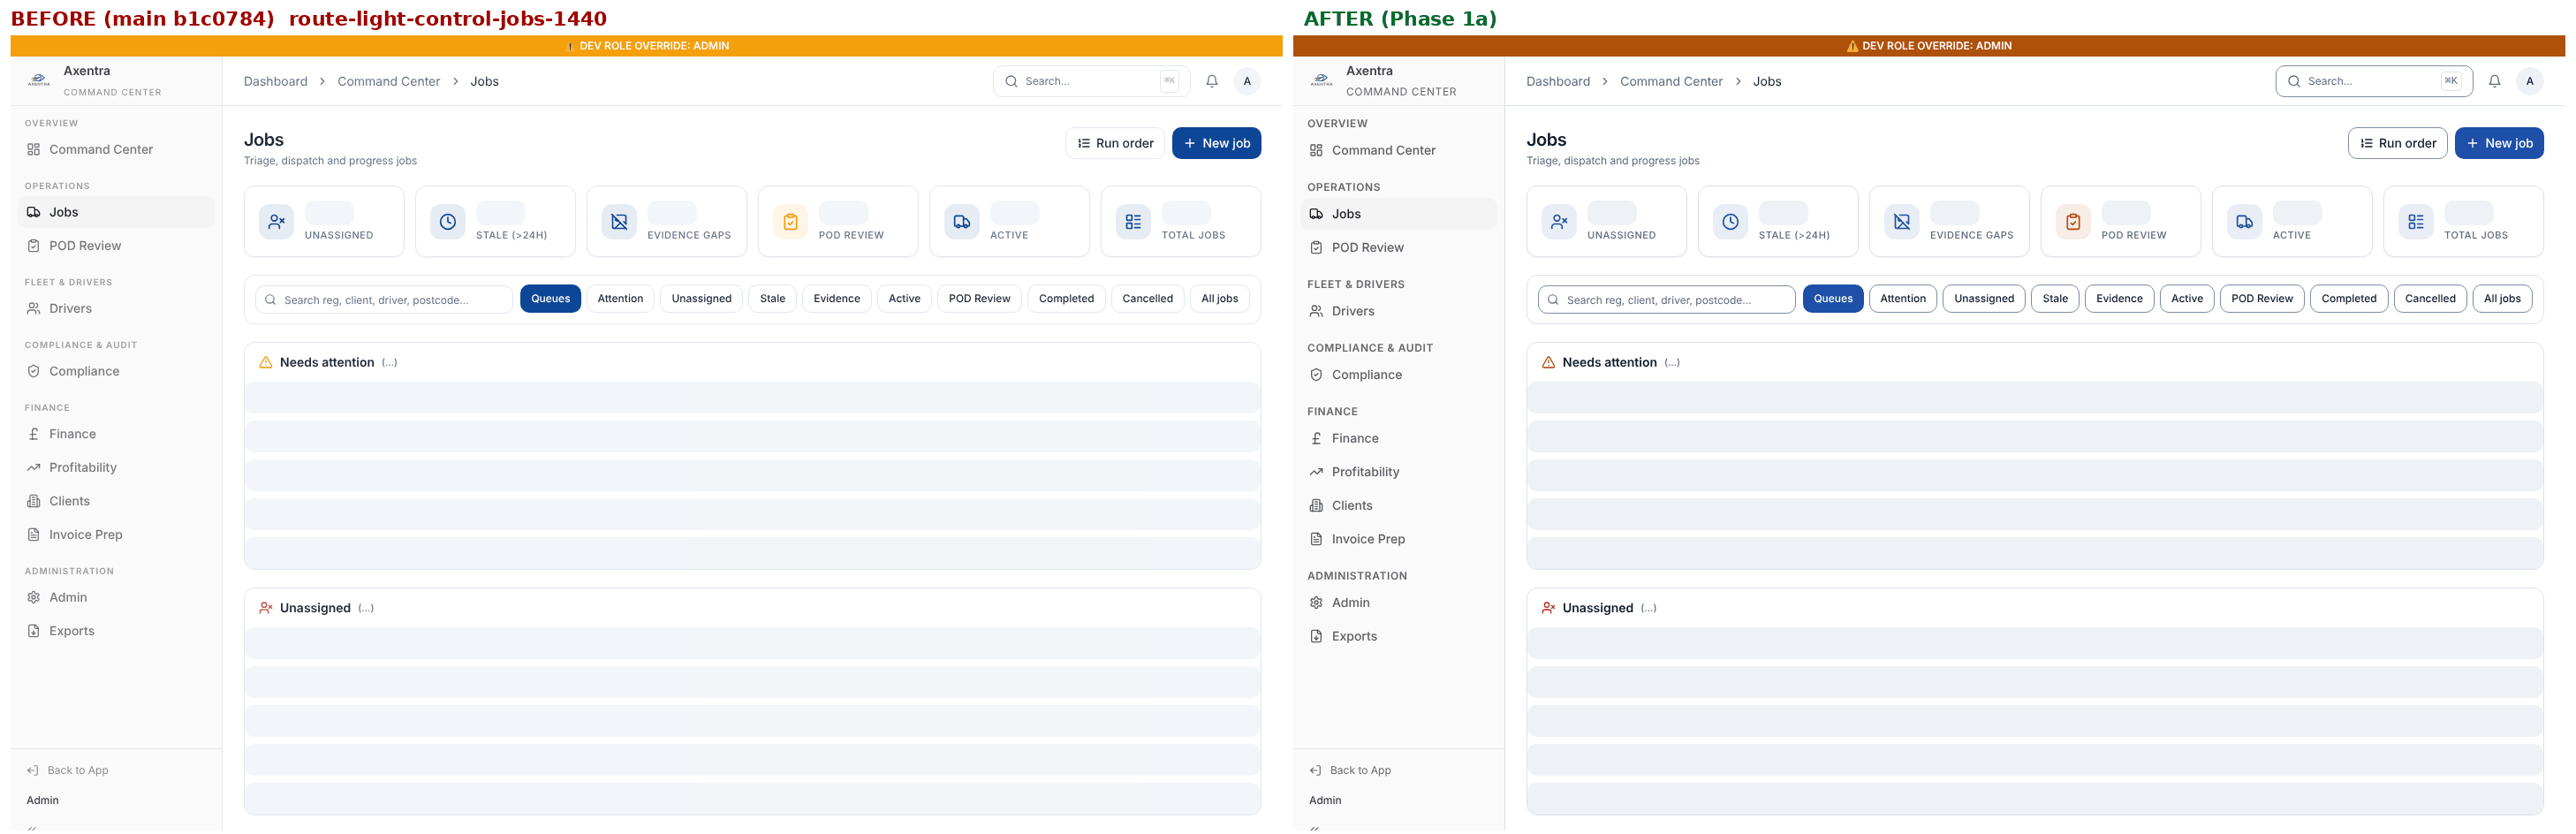 BEFORE (main b1c0784) route-light-control-jobs-1440
⚠️ DEV ROLE OVERRIDE: ADMIN
AXENTRA
Axentra
COMMAND CENTER
Dashboard > Command Center > Jobs
Search...
⌘K
A
OVERVIEW
Command Center
OPERATIONS
Jobs
POD Review
FLEET & DRIVERS
Drivers
COMPLIANCE & AUDIT
Compliance
FINANCE
Finance
Profitability
Clients
Invoice Prep
ADMINISTRATION
Admin
Exports
Back to App
Admin
Jobs
Triage, dispatch and progress jobs
Run order
+ New job
UNASSIGNED
STALE (>24H)
EVIDENCE GAPS
POD REVIEW
ACTIVE
TOTAL JOBS
Search reg, client, driver, postcode...
Queues
Attention
Unassigned
Stale
Evidence
Active
POD Review
Completed
Cancelled
All jobs
Needs attention (...)
Unassigned (...)
AFTER (Phase 1a)
⚠️ DEV ROLE OVERRIDE: ADMIN
AXENTRA
Axentra
COMMAND CENTER
Dashboard > Command Center > Jobs
Search...
⌘K
A
OVERVIEW
Command Center
OPERATIONS
Jobs
POD Review
FLEET & DRIVERS
Drivers
COMPLIANCE & AUDIT
Compliance
FINANCE
Finance
Profitability
Clients
Invoice Prep
ADMINISTRATION
Admin
Exports
Back to App
Admin
Jobs
Triage, dispatch and progress jobs
Run order
+ New job
UNASSIGNED
STALE (>24H)
EVIDENCE GAPS
POD REVIEW
ACTIVE
TOTAL JOBS
Search reg, client, driver, postcode...
Queues
Attention
Unassigned
Stale
Evidence
Active
POD Review
Completed
Cancelled
All jobs
Needs attention (...)
Unassigned (...)